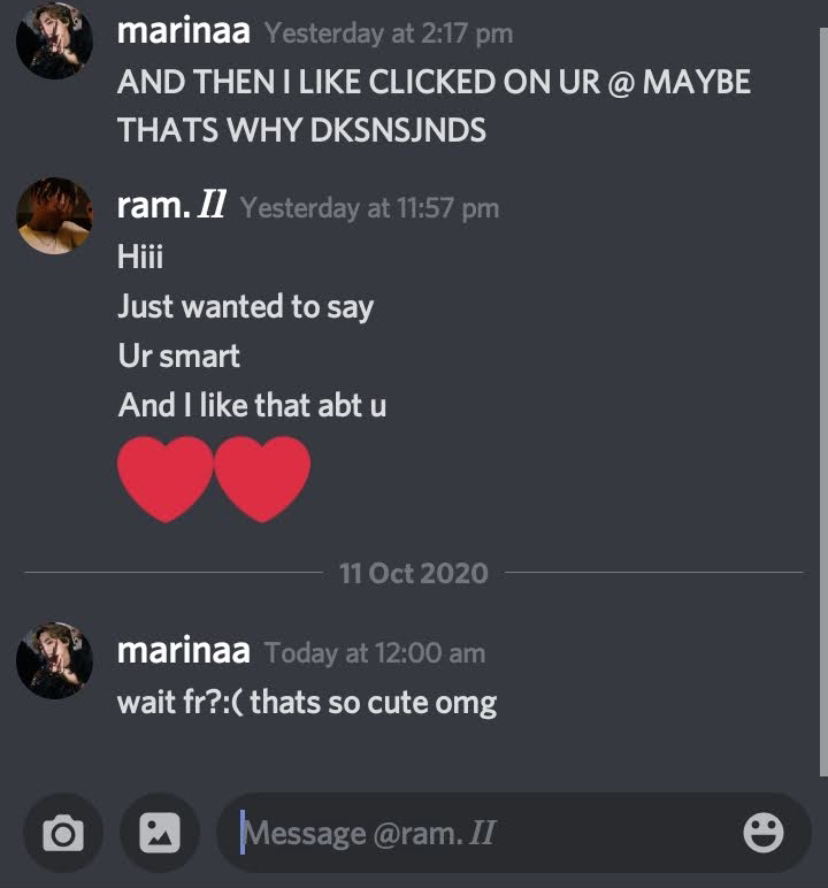 marinaa Yesterday at 2:17 pm
AND THEN I LIKE CLICKED ON UR @ MAYBE
THATS WHY DKSNSJNDS
ram. II Yesterday at 11:57 pm
Hiii
Just wanted to say
Ur smart
And I like that abt u
11 Oct 2020
marinaa Today at 12:00 am
wait fr?:( thats so cute omg
Message @ram. II